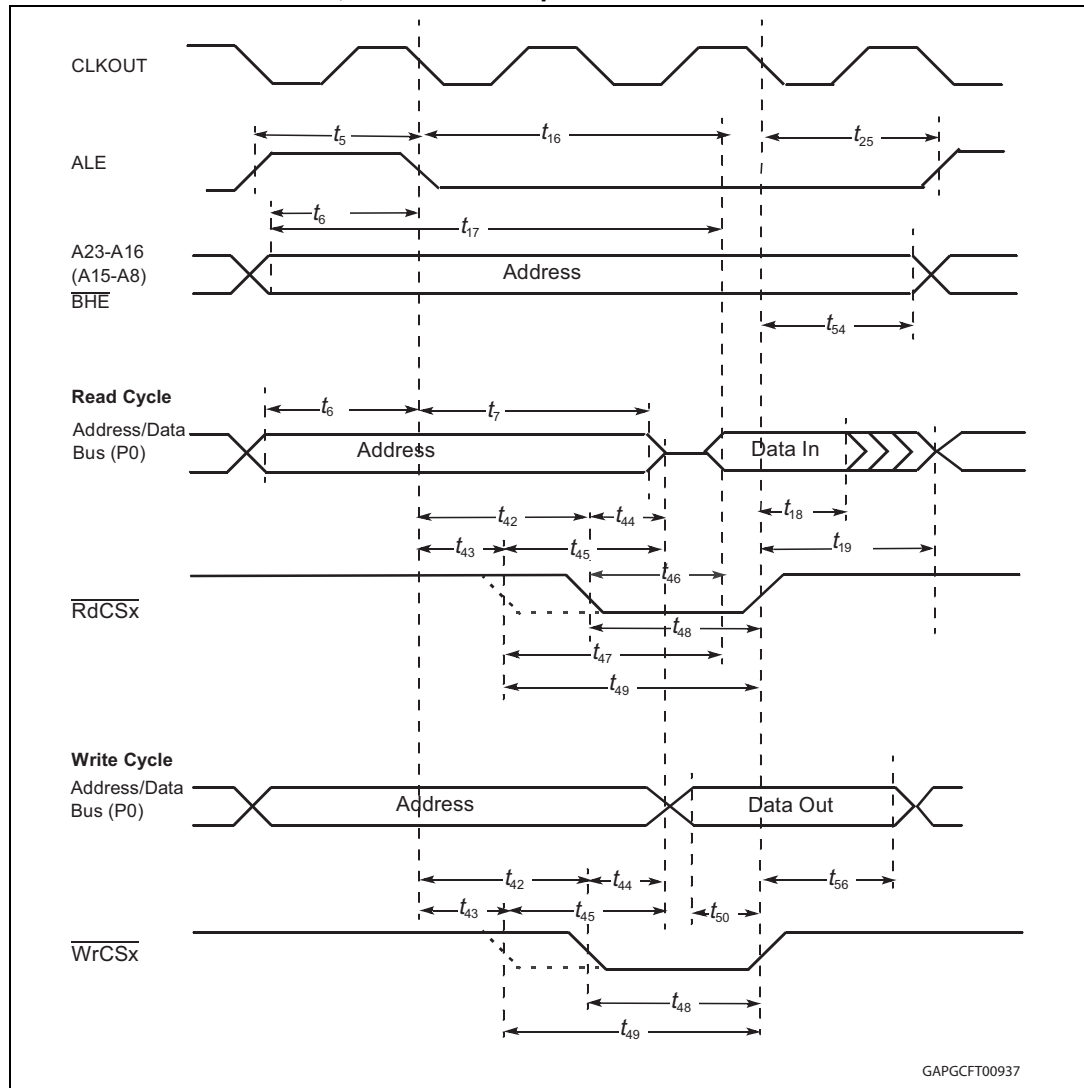 CLKOUT
t5
t16
t25
ALE
t6
t17
A23-A16
(A15-A8)
BHE
Address
t54
Read Cycle
t6
t7
Address/Data
Bus (P0)
Address
Data In
t18
t42
t44
t19
t43
t45
t46
RdCSx
t48
t47
t49
Write Cycle
Address/Data
Bus (P0)
Address
Data Out
t42
t44
t56
t43
t45
t50
WrCSx
t48
t49
GAPGCFT00937